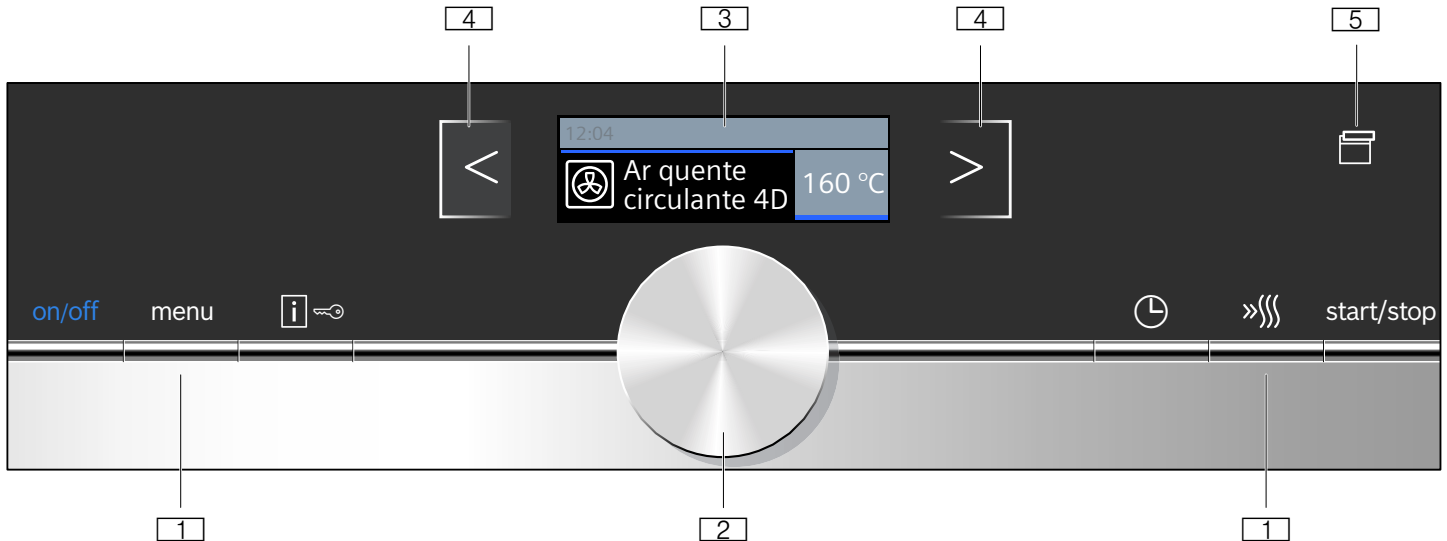 4 3 4 5
12:04
Ar quente
circulante 4D
160 °C
< >
on/off menu i start/stop
1 2 1